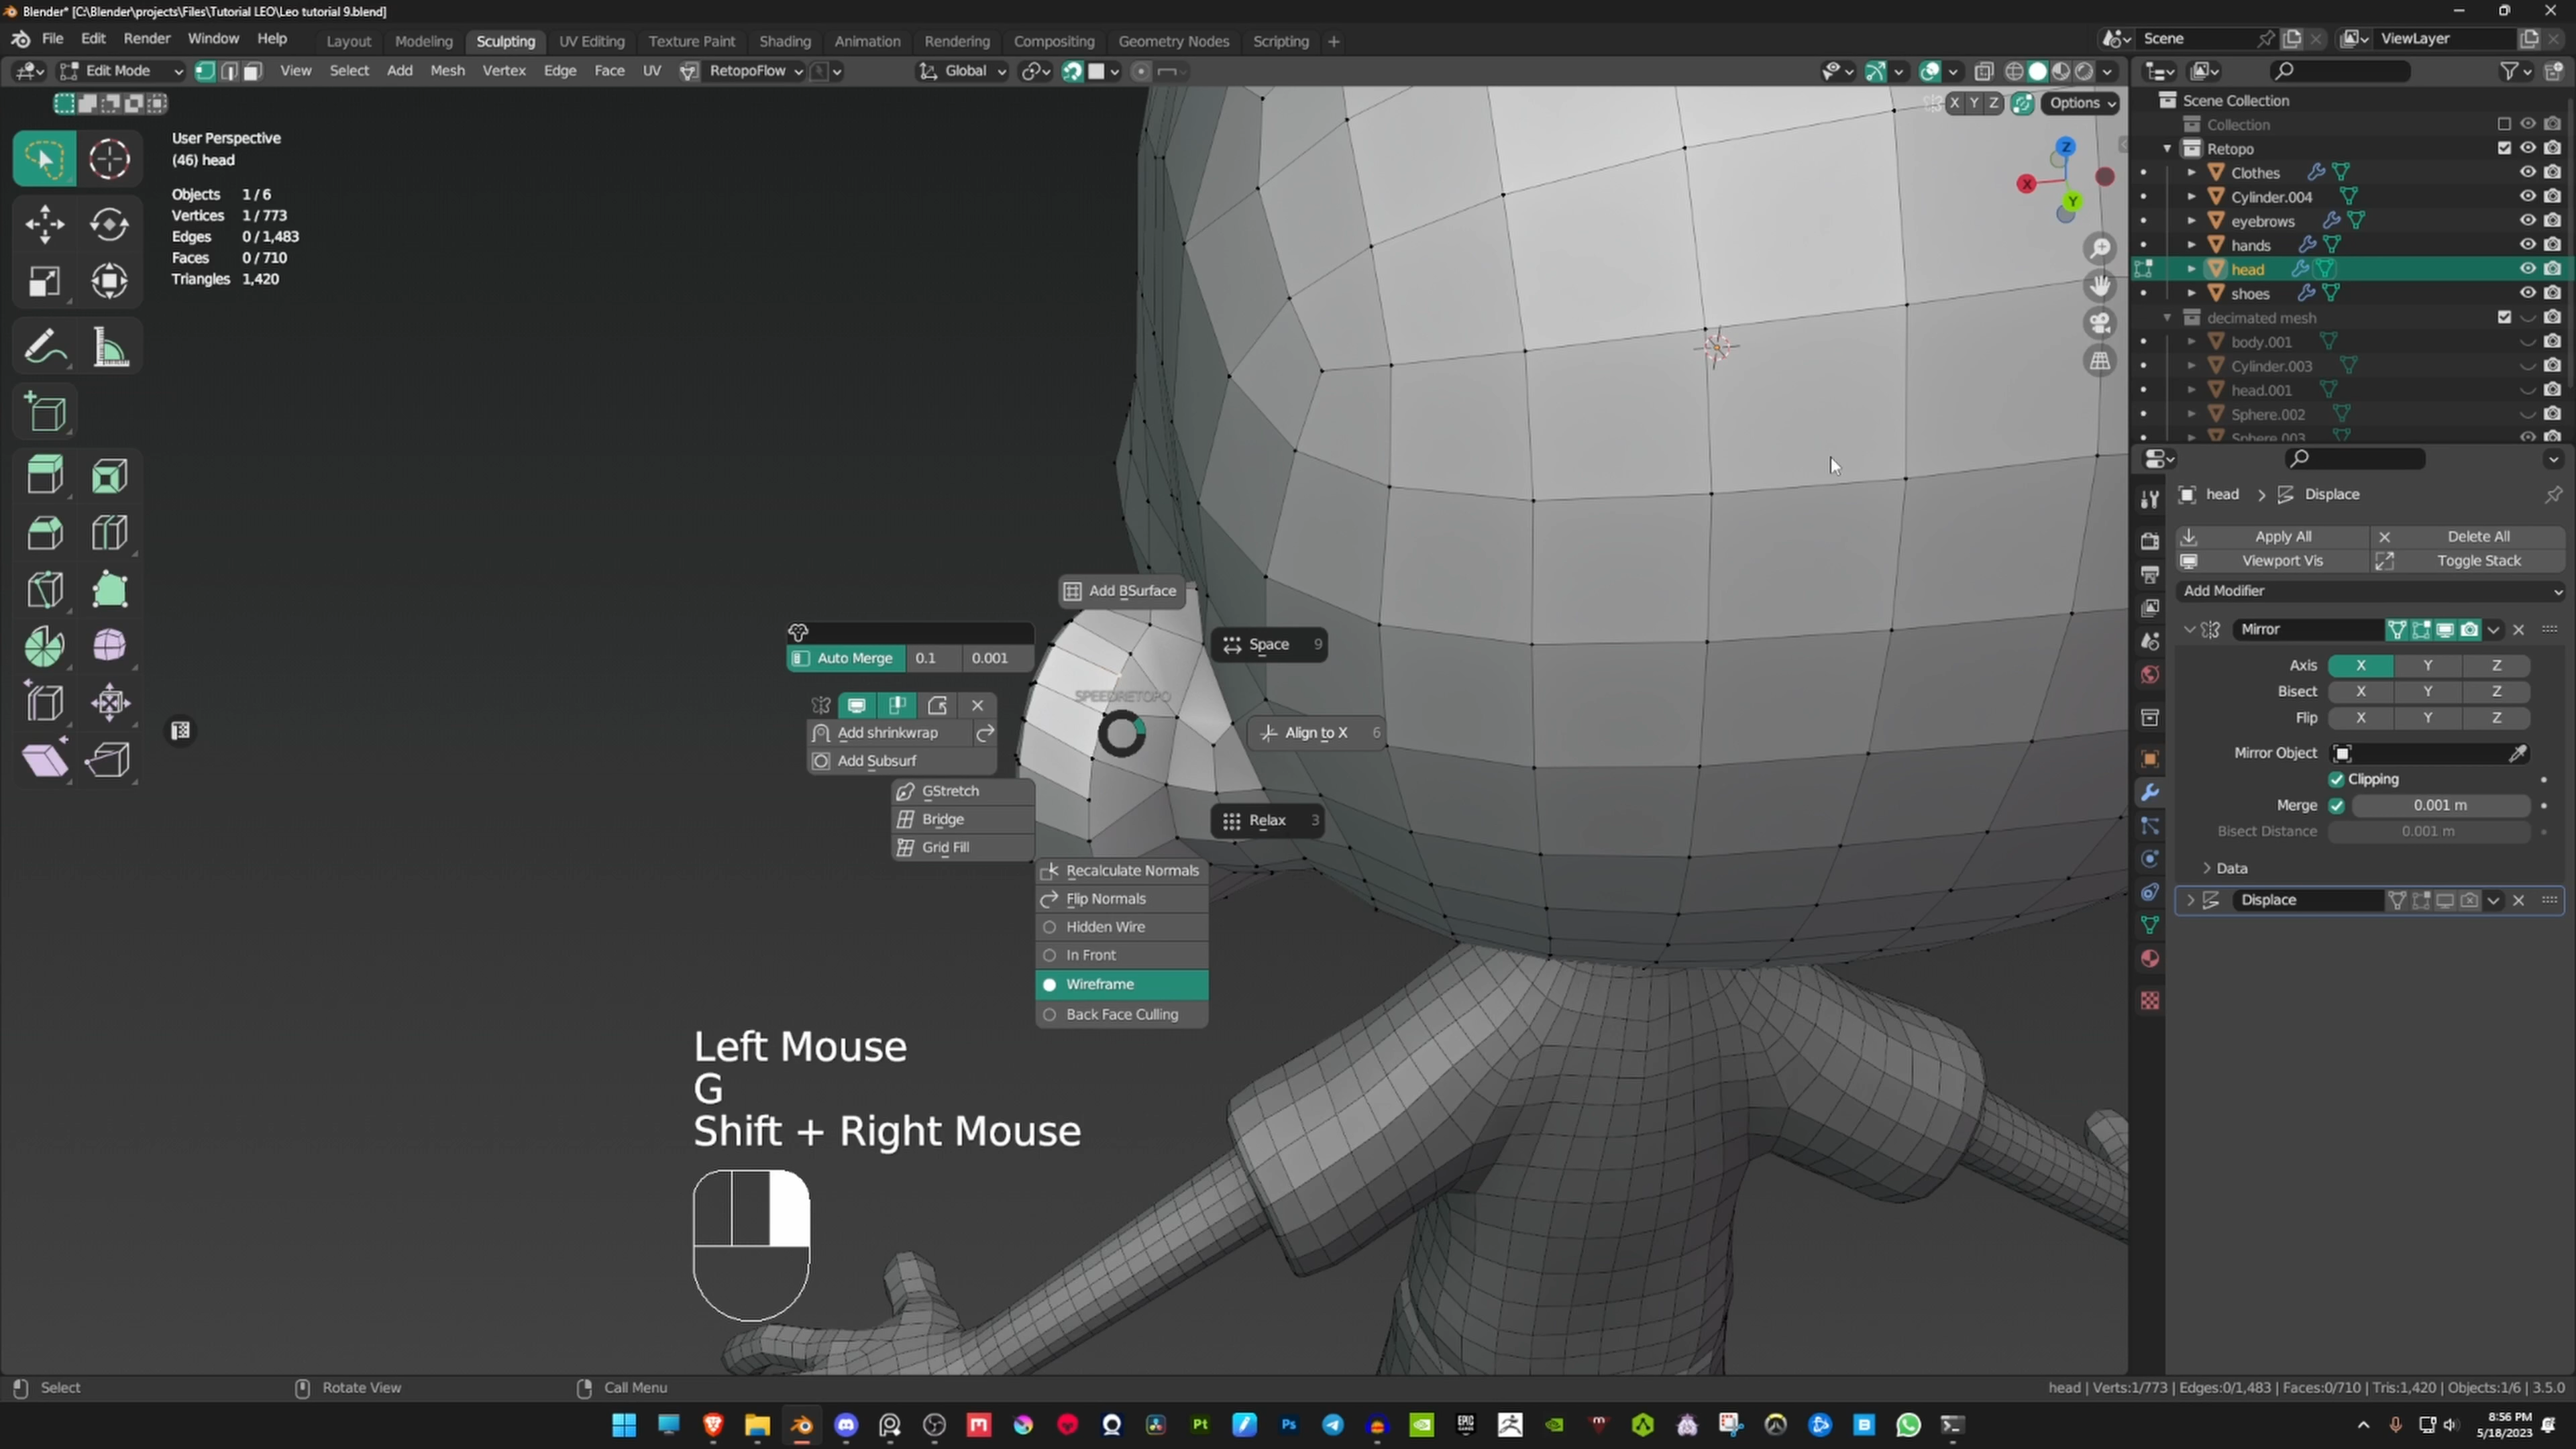 Blender* [C:\Blender\projects\Files\Tutorial LEO\Leo tutorial 9.blend]
File Edit Render Window Help Layout Modeling Sculpting UV Editing Texture Paint Shading Animation Rendering Compositing Geometry Nodes Scripting + Scene ViewLayer
Edit Mode View Select Add Mesh Vertex Edge Face UV RetopoFlow Global
X Y Z Options
User Perspective
(46) head
Objects 1 / 6
Vertices 1 / 773
Edges 0 / 1,483
Faces 0 / 710
Triangles 1,420
Z
X
Y
Add BSurface
Auto Merge 0.1 0.001
Space 9
SPEEDRETOPO
Add shrinkwrap
Align to X 6
Add Subsurf
GStretch
Bridge
Relax 3
Grid Fill
Recalculate Normals
Flip Normals
Hidden Wire
In Front
Wireframe
Back Face Culling
Left Mouse
G
Shift + Right Mouse
Scene Collection
Collection
Retopo
Clothes
Cylinder.004
eyebrows
hands
head
shoes
decimated mesh
body.001
Cylinder.003
head.001
Sphere.002
Sphere.003
head > Displace
Apply All Delete All
Viewport Vis Toggle Stack
Add Modifier
Mirror
Axis X Y Z
Bisect X Y Z
Flip X Y Z
Mirror Object
Clipping
Merge 0.001 m
Bisect Distance 0.001 m
Data
Displace
Select Rotate View Call Menu head | Verts:1/773 | Edges:0/1,483 | Faces:0/710 | Tris:1,420 | Objects:1/6 | 3.5.0
Pt Ps EPIC GAMES B
8:56 PM
5/18/2023